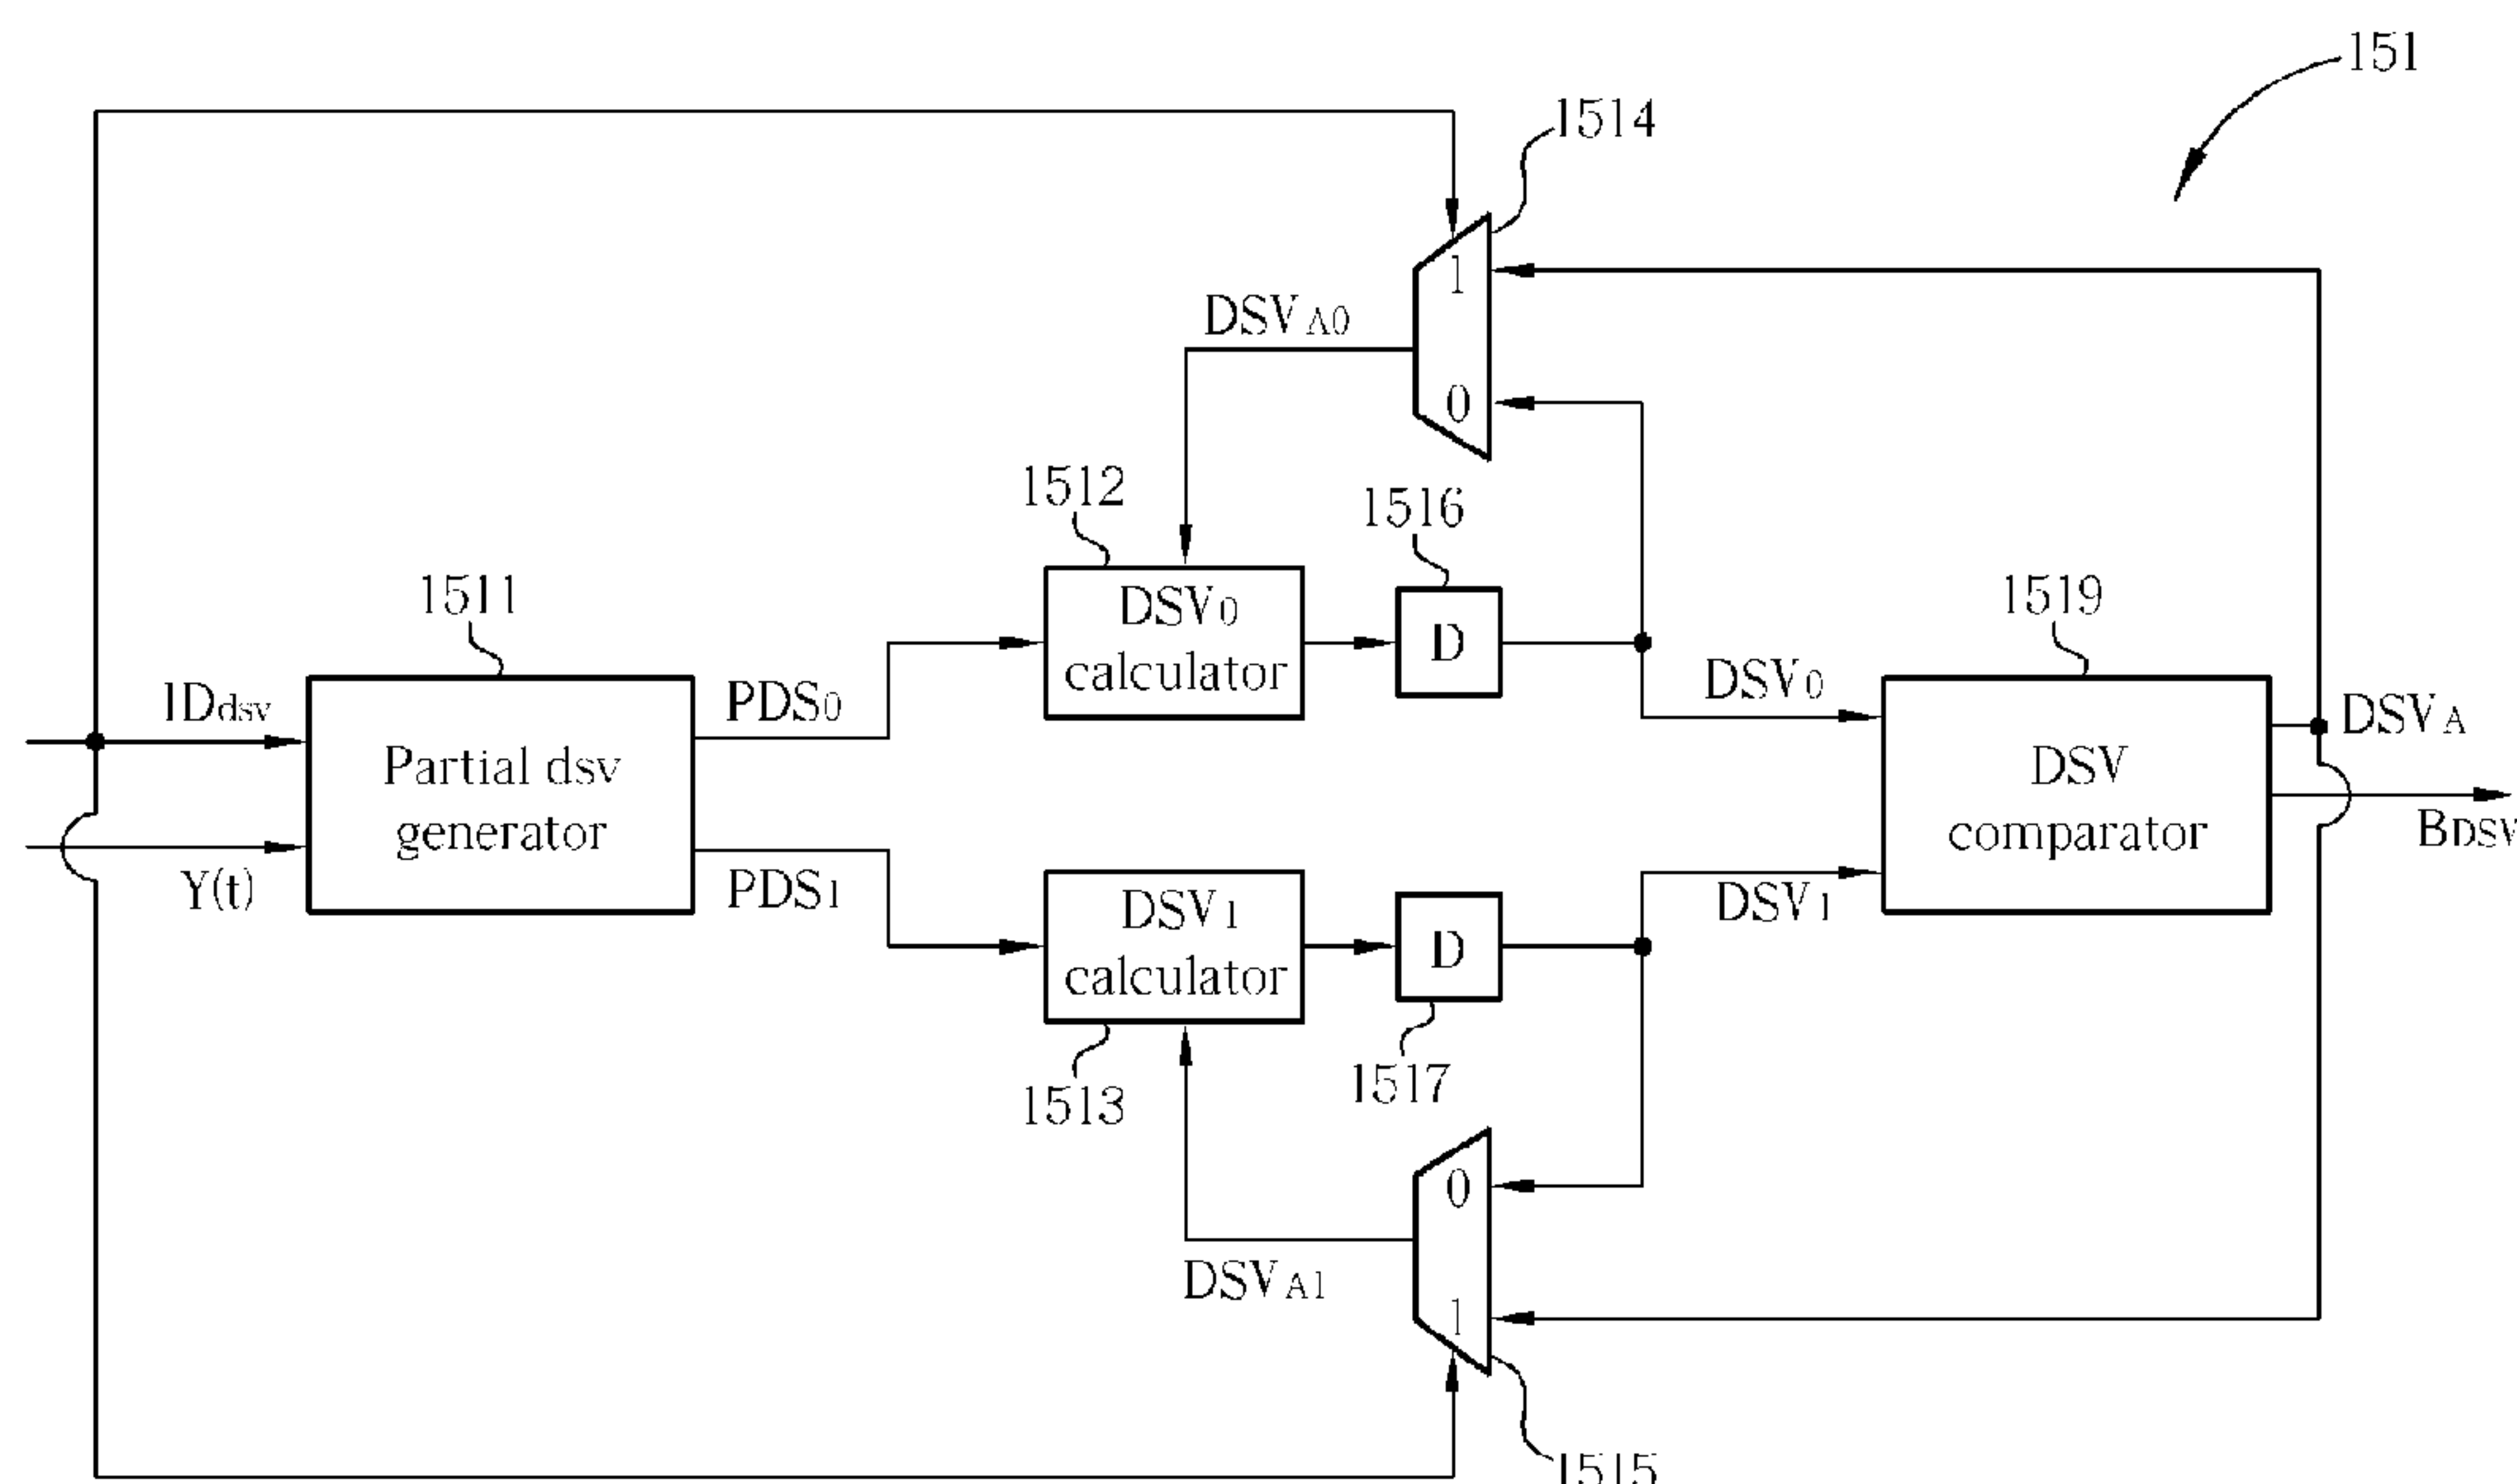 151
1514
1
DSVA0
0
1512
1516
1511
1519
DSV0
calculator
D
IDdsv
PDS0
DSV0
DSVA
Partial dsv
generator
DSV
comparator
BDSV
Y(t)
PDS1
DSV1
calculator
D
DSV1
1513
1517
0
DSVA1
1
1515